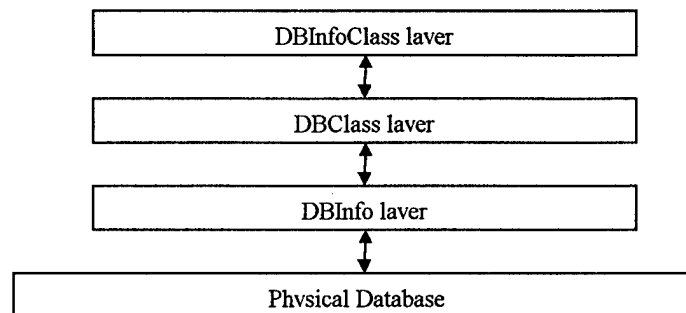 DBInfoClass laver
DBClass laver
DBInfo laver
Phvsical Database